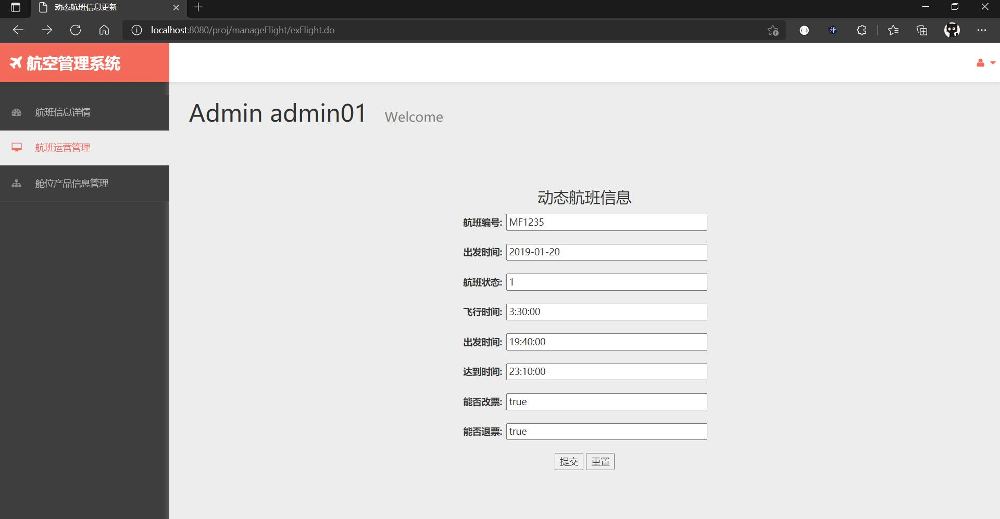 动态航班信息更新
localhost:8080/proj/manageFlight/exFlight.do
航空管理系统
航班信息详情
航班运营管理
舱位产品信息管理
Admin admin01 Welcome
动态航班信息
航班编号: MF1235
出发时间: 2019-01-20
航班状态: 1
飞行时间: 3:30:00
出发时间: 19:40:00
达到时间: 23:10:00
能否改票: true
能否退票: true
提交 重置